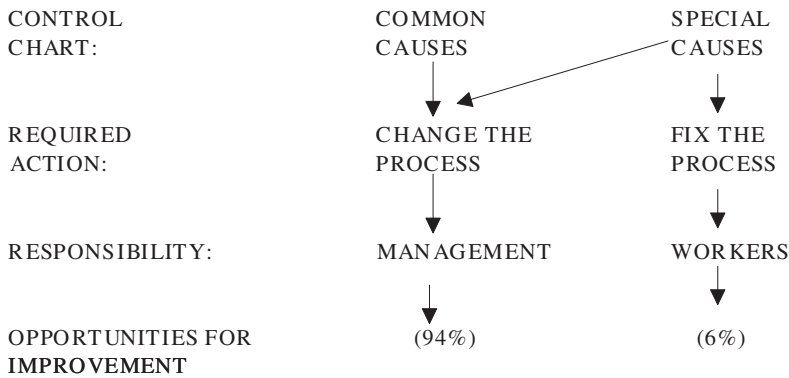 CONTROL COMMON SPECIAL
CHART: CAUSES CAUSES
REQUIRED CHANGE THE FIX THE
ACTION: PROCESS PROCESS
RESPONSIBILITY: MANAGEMENT WORKERS
OPPORTUNITIES FOR (94%) (6%)
IMPROVEMENT